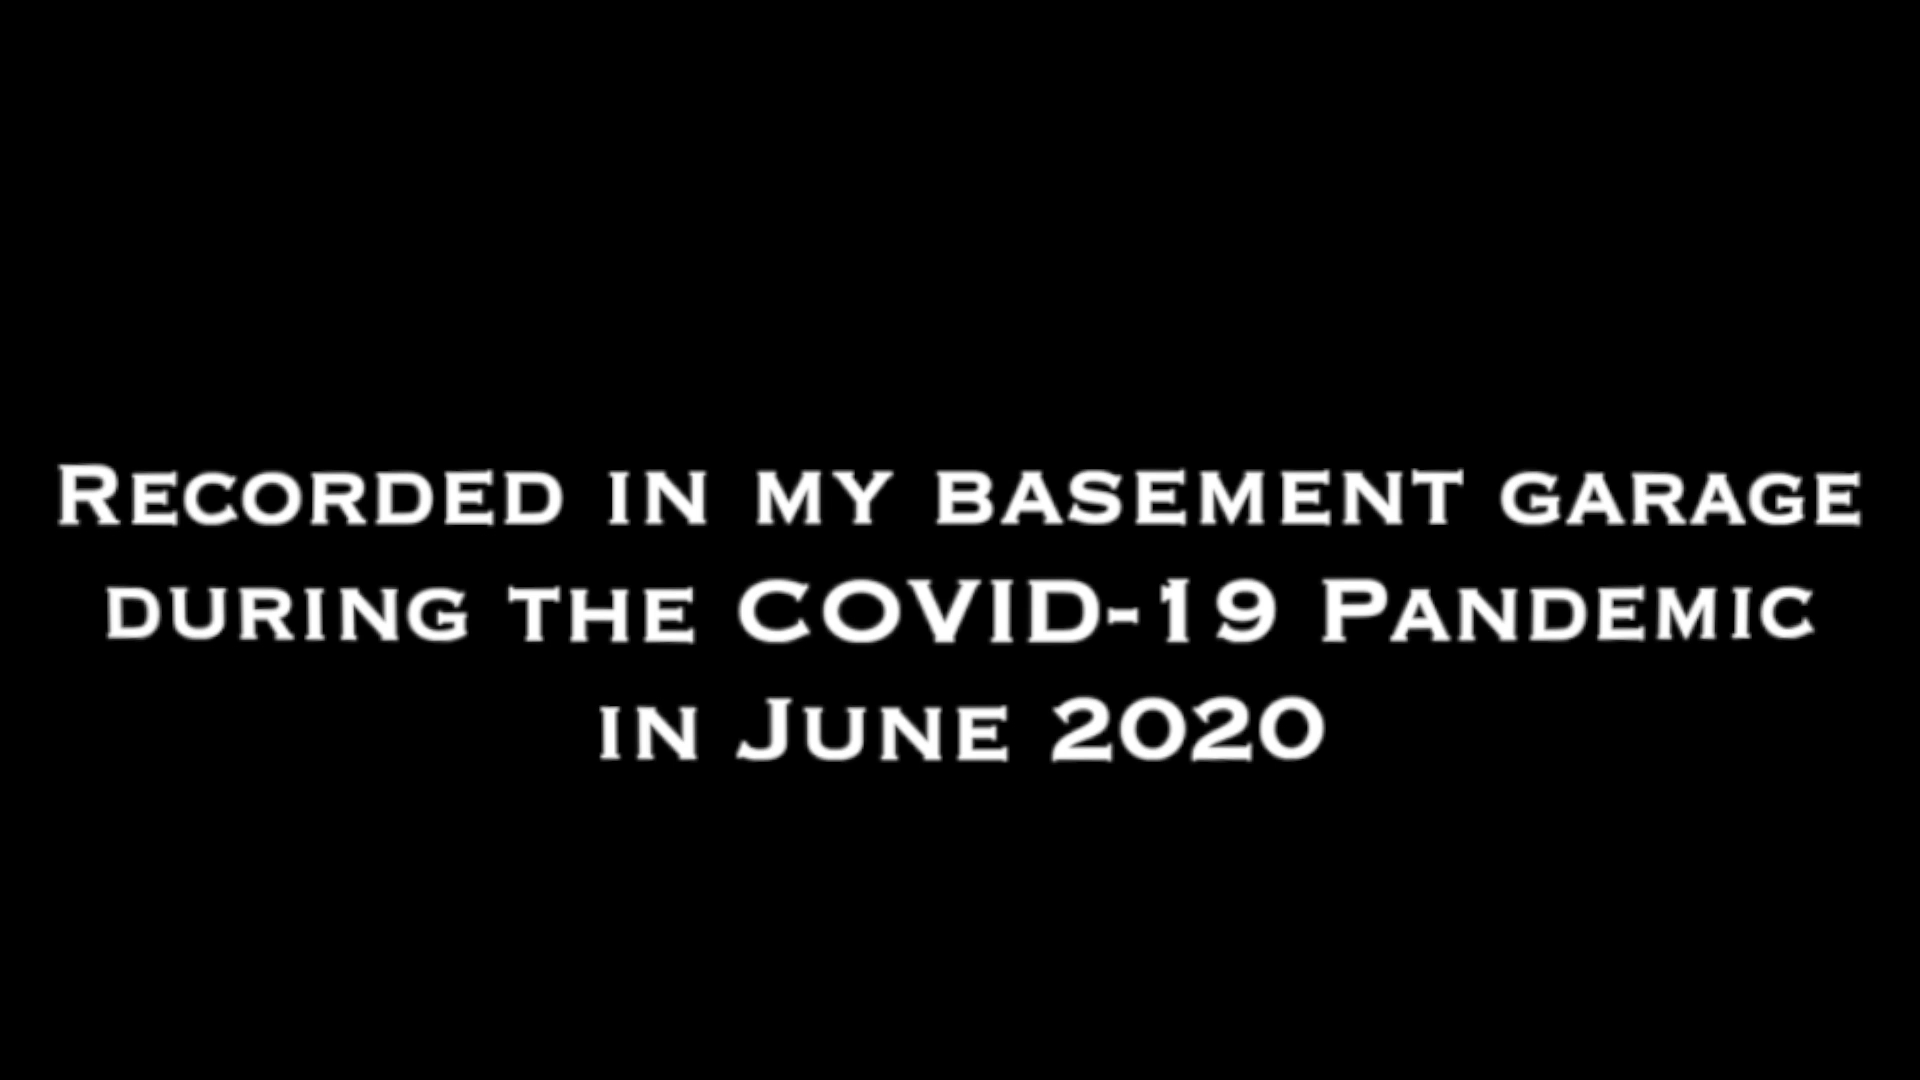 Recorded in my basement garage
during the COVID-19 Pandemic
in June 2020